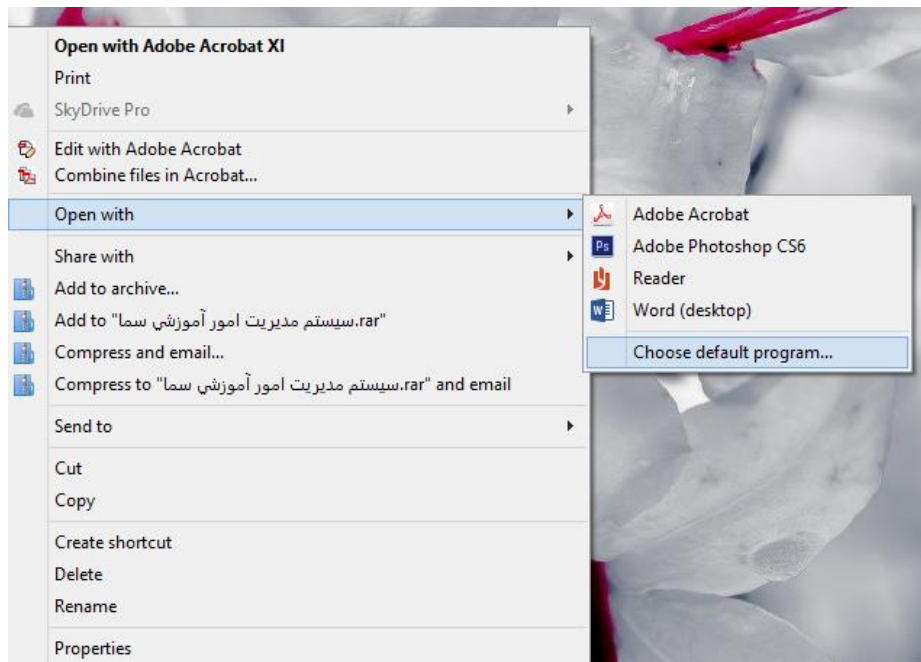 Open with Adobe Acrobat XI
Print
SkyDrive Pro
Edit with Adobe Acrobat
Combine files in Acrobat...
Open with
Share with
Add to archive...
Add to "سیستم مدیریت امور آموزشی سما.rar"
Compress and email...
Compress to "سیستم مدیریت امور آموزشی سما.rar" and email
Send to
Cut
Copy
Create shortcut
Delete
Rename
Properties
Adobe Acrobat
Ps Adobe Photoshop CS6
Reader
W Word (desktop)
Choose default program...